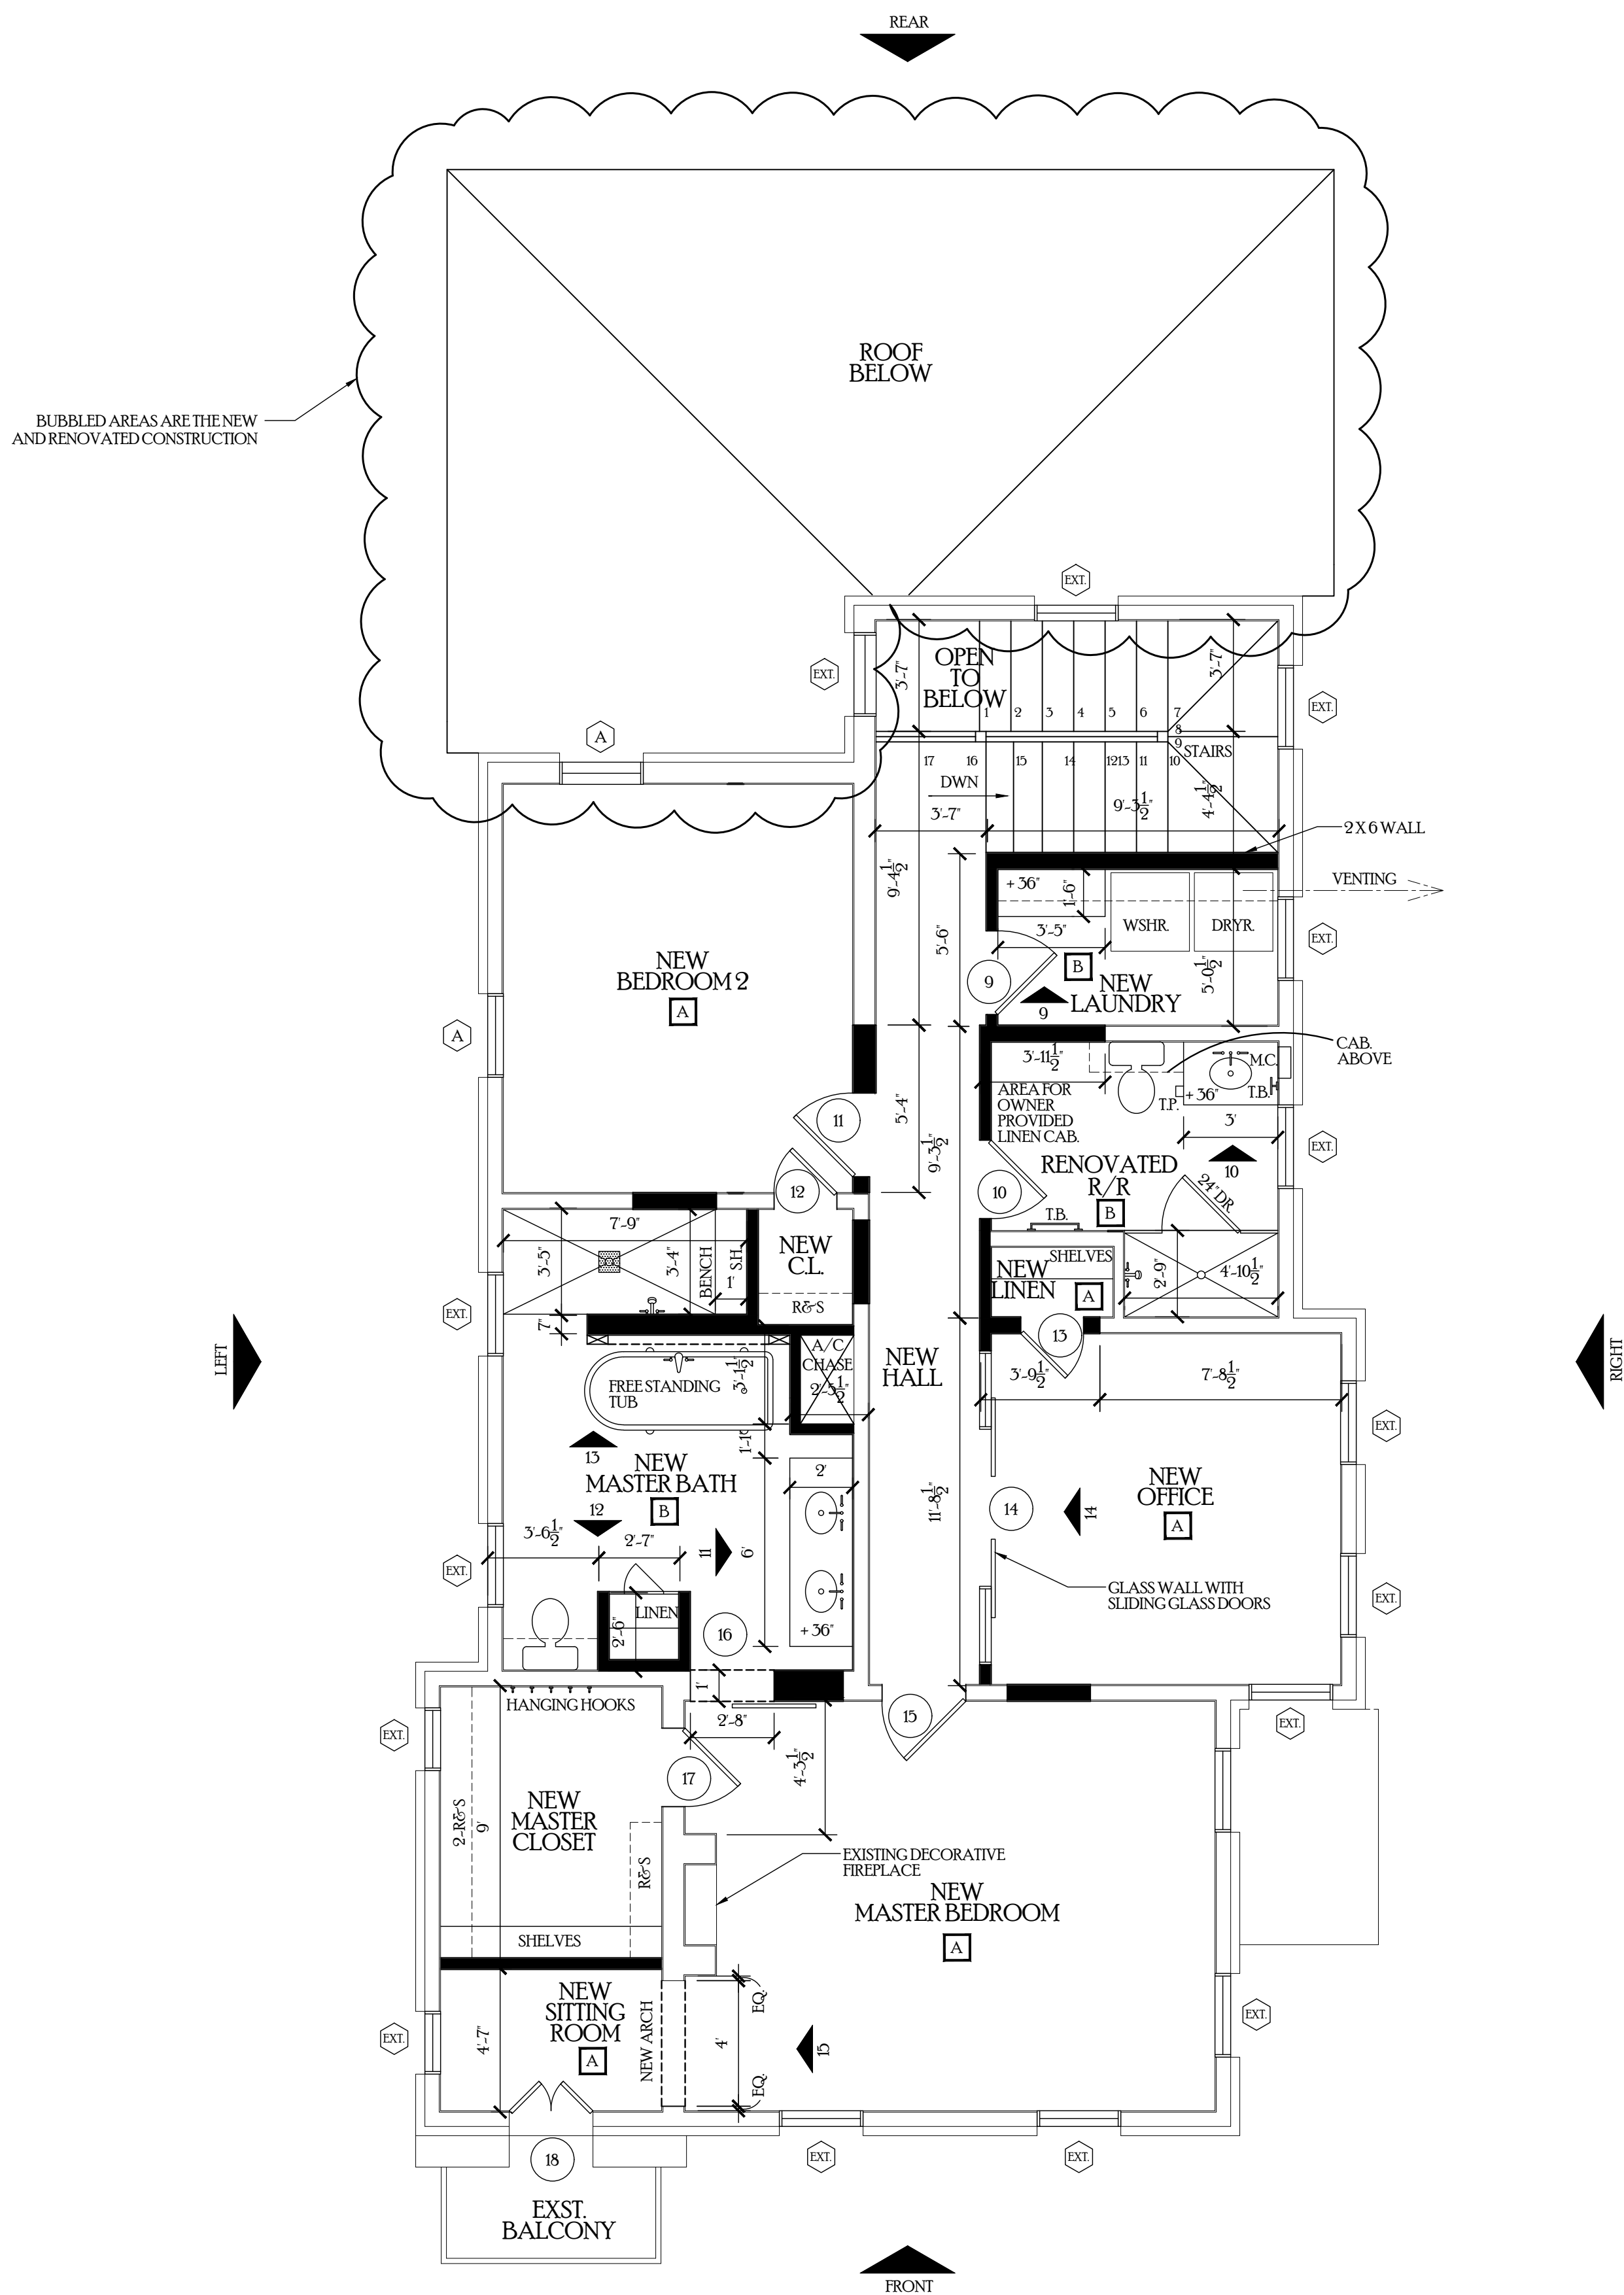 REAR
ROOF
BELOW
BUBBLED AREAS ARE THE NEW
AND RENOVATED CONSTRUCTION
EXT.
EXT.
EXT.
A
OPEN
TO
BELOW
3'-7"
3'-7"
1 2 3 4 5 6 7
8
9
STAIRS
17 16 15 14 1213 11 10
DWN
3'-7"
9'-3 1/2"
4'-4 1/2"
2 X 6 WALL
VENTING
9'-4 1/2"
+ 36"
1'-6"
WSHR.
DRYR.
3'-5"
5'-6"
EXT.
NEW
BEDROOM 2
A
B
9
NEW
LAUNDRY
5'-0 1/2"
9
A
CAB.
ABOVE
3'-11 1/2"
M.C.
T.B.
AREA FOR
OWNER
PROVIDED
LINEN CAB.
T.P.
+ 36"
3'
5'-4"
11
9'-3 1/2"
EXT.
RENOVATED
R/R
B
10
10
12
24" DR
T.B.
7'-9"
3'-5"
3'-4"
BENCH
S.H.
1'
NEW
C.L.
R&S
SHELVES
NEW
LINEN
A
2'-9"
4'-10 1/2"
EXT.
7"
13
LEFT
RIGHT
A/C
CHASE
2'-5 1/2"
3'-1 1/2"
FREE STANDING
TUB
NEW
HALL
3'-9 1/2"
7'-8 1/2"
EXT.
1'-1"
13
NEW
MASTER BATH
B
2'
NEW
OFFICE
A
11'-8 1/2"
14
14
12
3'-6 1/2"
2'-7"
11
6'
EXT.
GLASS WALL WITH
SLIDING GLASS DOORS
EXT.
LINEN
2'-6"
16
+ 36"
1'
HANGING HOOKS
2'-8"
15
EXT.
EXT.
17
4'-3 1/2"
2-R&S
9'
NEW
MASTER
CLOSET
R&S
EXISTING DECORATIVE
FIREPLACE
NEW
MASTER BEDROOM
A
SHELVES
NEW
SITTING
ROOM
A
NEW ARCH
EQ.
4'
EQ.
15
4'-7"
EXT.
EXT.
18
EXT.
EXT.
EXST.
BALCONY
FRONT